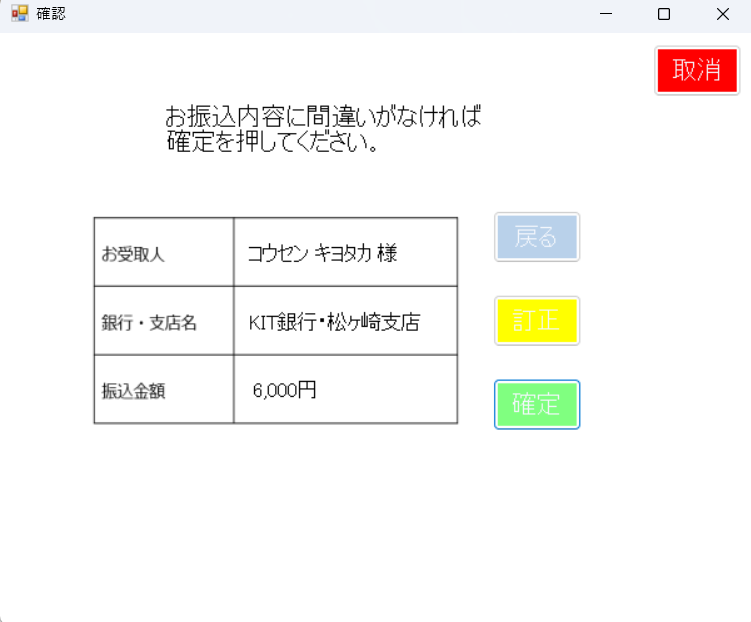 確認
取消
お振込内容に間違いがなければ
確定を押してください。
お受取人 コウセン キヨタカ 様
銀行・支店名 KIT銀行・松ヶ崎支店
振込金額 6,000円
戻る
訂正
確定